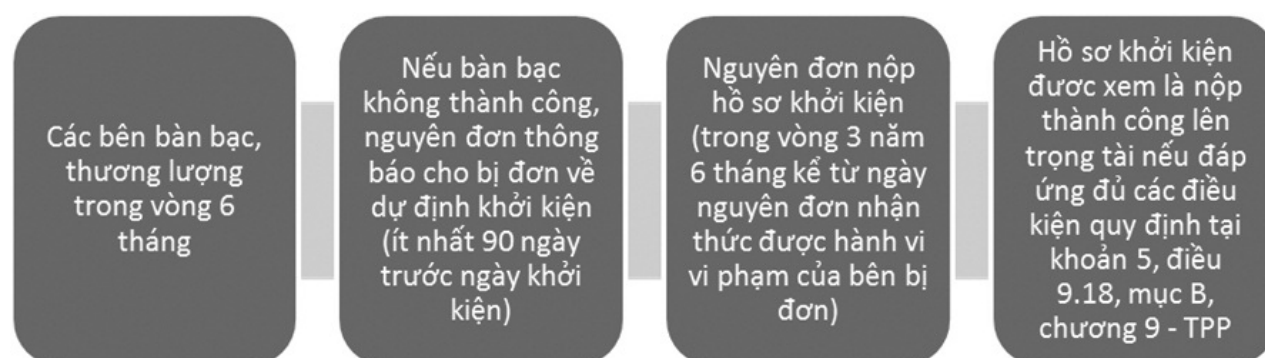 Các bên bàn bạc,
thương lượng
trong vòng 6
tháng
Nếu bàn bạc
không thành công,
nguyên đơn thông
báo cho bị đơn về
dự định khởi kiện
(ít nhất 90 ngày
trước ngày khởi
kiện)
Nguyên đơn nộp
hồ sơ khởi kiện
(trong vòng 3 năm
6 tháng kể từ ngày
nguyên đơn nhận
thức được hành vi
vi phạm của bên bị
đơn)
Hồ sơ khởi kiện
đươc xem là nộp
thành công lên
trọng tài nếu đáp
ứng đủ các điều
kiện quy định tại
khoản 5, điều
9.18, mục B,
chương 9 - TPP